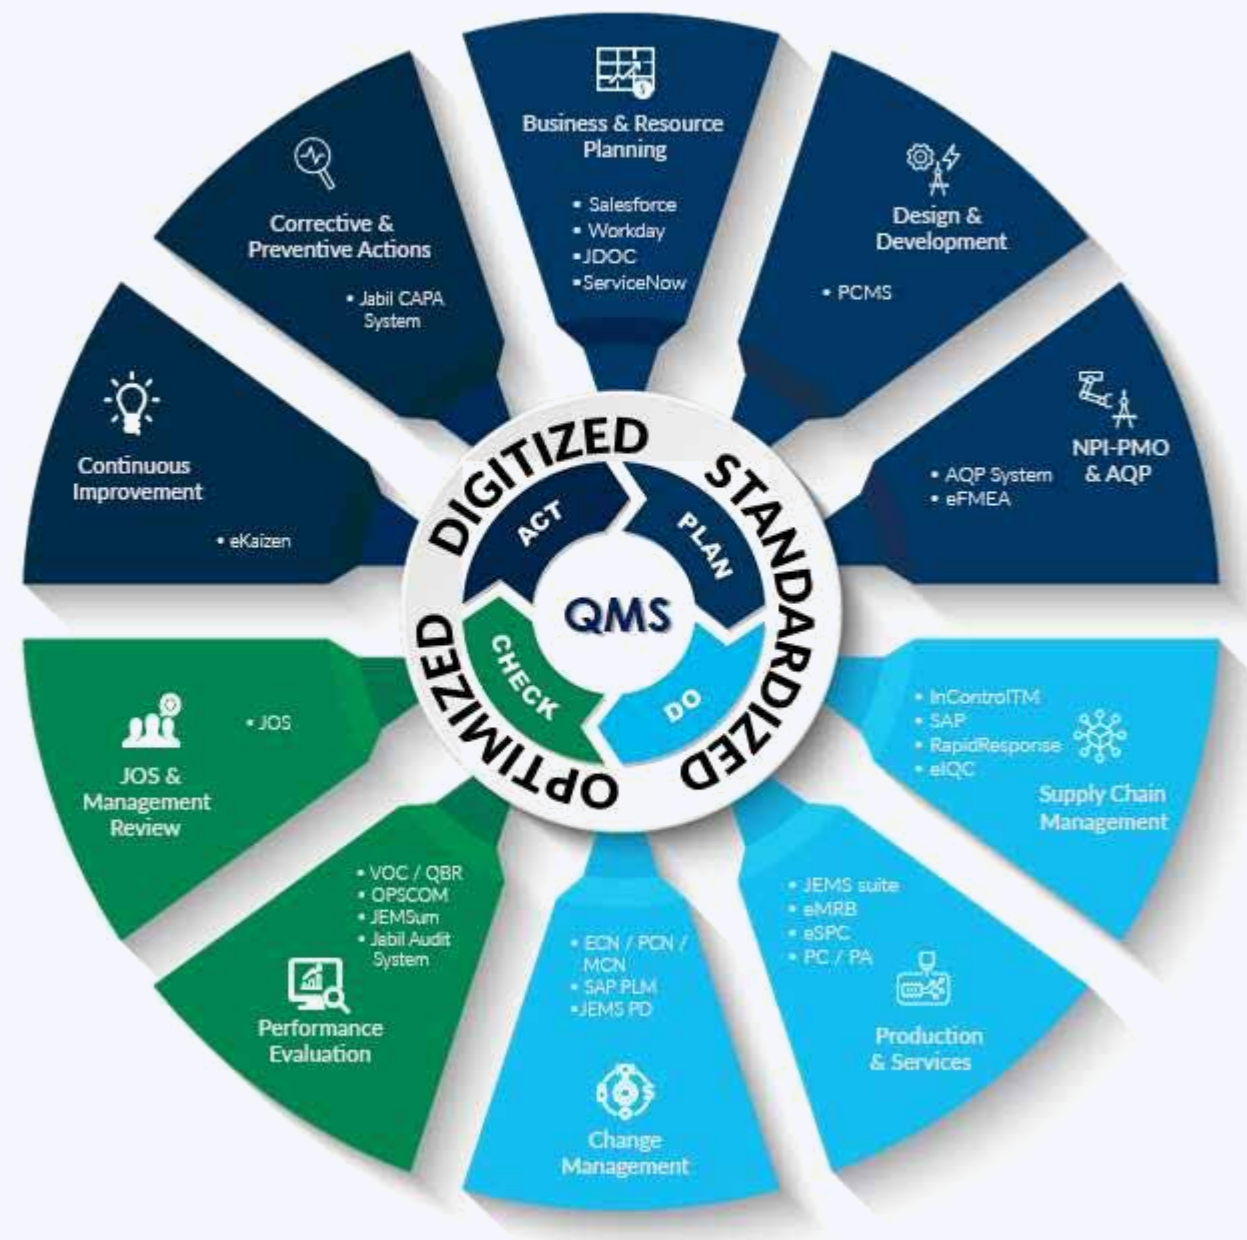 Business & Resource
Planning
• Salesforce
• Workday
• JDOC
• ServiceNow
Design &
Development
• PCMS
NPI-PMO
& AQP
• AQP System
• eFMEA
• InControlTM
• SAP
• RapidResponse
• eIQC
Supply Chain
Management
• JEMS suite
• eMRB
• eSPC
• PC / PA
Production
& Services
• ECN / PCN /
MCN
• SAP PLM
• JEMS PD
Change
Management
• VOC / QBR
• OPSCOM
• JEMSum
• Jabil Audit
System
Performance
Evaluation
• JOS
JOS &
Management
Review
Continuous
Improvement
• eKaizen
Corrective &
Preventive Actions
• Jabil CAPA
System
DIGITIZED
STANDARDIZED
OPTIMIZED
ACT
PLAN
DO
CHECK
QMS